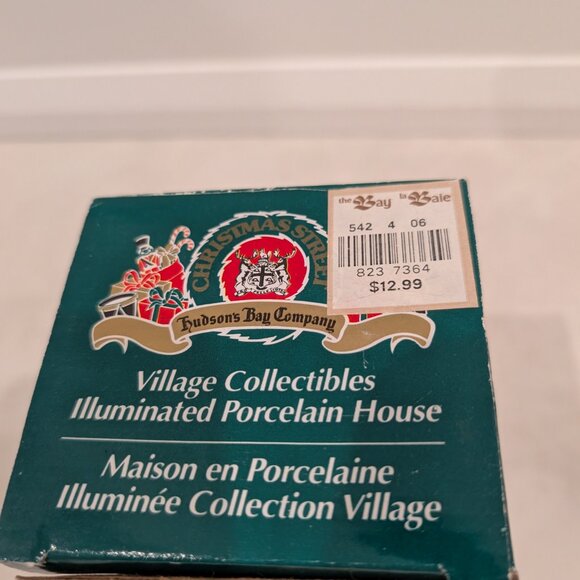 CHRISTMAS STREET
Hudson's Bay Company
the Bay la Baie
542 4 06
823 7364
$12.99
Village Collectibles
Illuminated Porcelain House
Maison en Porcelaine
Illuminée Collection Village